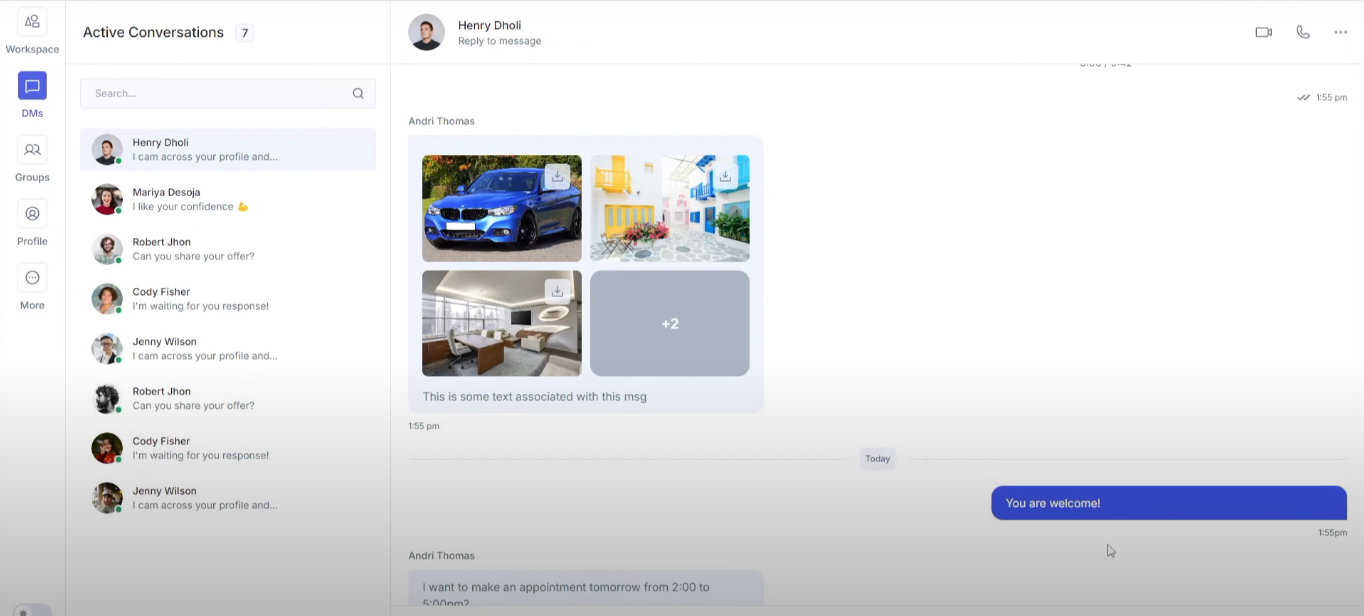 Workspace
DMs
Groups
Profile
More
Active Conversations 7
Search...
Henry Dholi
I cam across your profile and...
Mariya Desoja
I like your confidence 💪
Robert Jhon
Can you share your offer?
Cody Fisher
I'm waiting for you response!
Jenny Wilson
I cam across your profile and...
Robert Jhon
Can you share your offer?
Cody Fisher
I'm waiting for you response!
Jenny Wilson
I cam across your profile and...
Henry Dholi
Reply to message
1:55 pm
Andri Thomas
+2
This is some text associated with this msg
1:55 pm
Today
You are welcome!
1:55pm
Andri Thomas
I want to make an appointment tomorrow from 2:00 to
5:00pm?